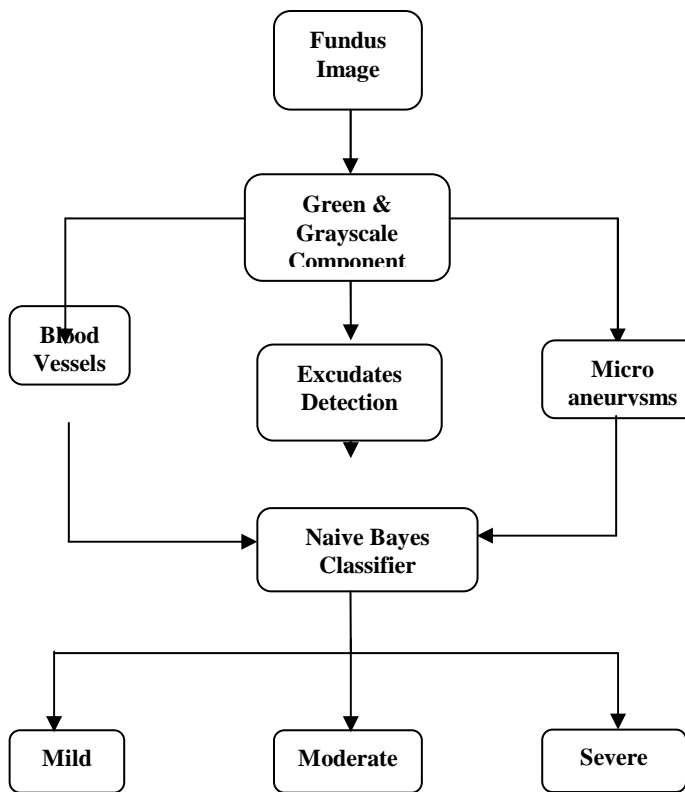 Fundus
Image
Green &
Grayscale
Component
Blood
Vessels
Excudates
Detection
Micro
aneurysms
Naive Bayes
Classifier
Mild
Moderate
Severe